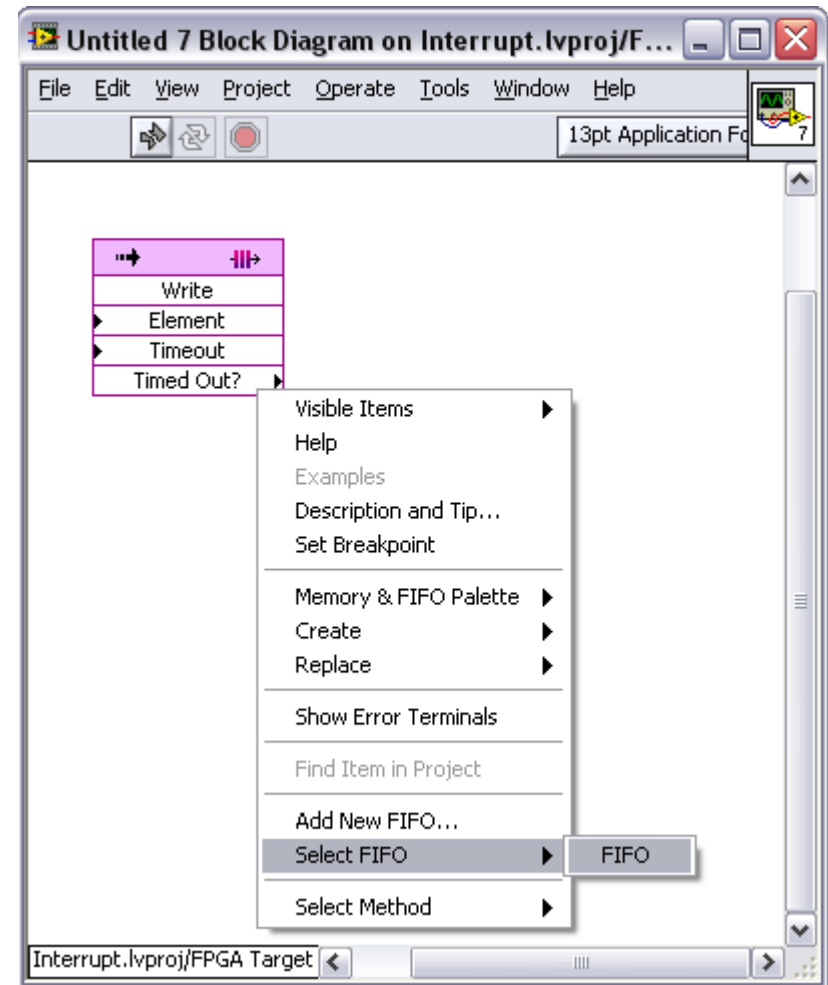 Untitled 7 Block Diagram on Interrupt.lvproj/F...
File Edit View Project Operate Tools Window Help
13pt Application Fo
7
Write
Element
Timeout
Timed Out?
Visible Items
Help
Examples
Description and Tip...
Set Breakpoint
Memory & FIFO Palette
Create
Replace
Show Error Terminals
Find Item in Project
Add New FIFO...
Select FIFO FIFO
Select Method
Interrupt.lvproj/FPGA Target